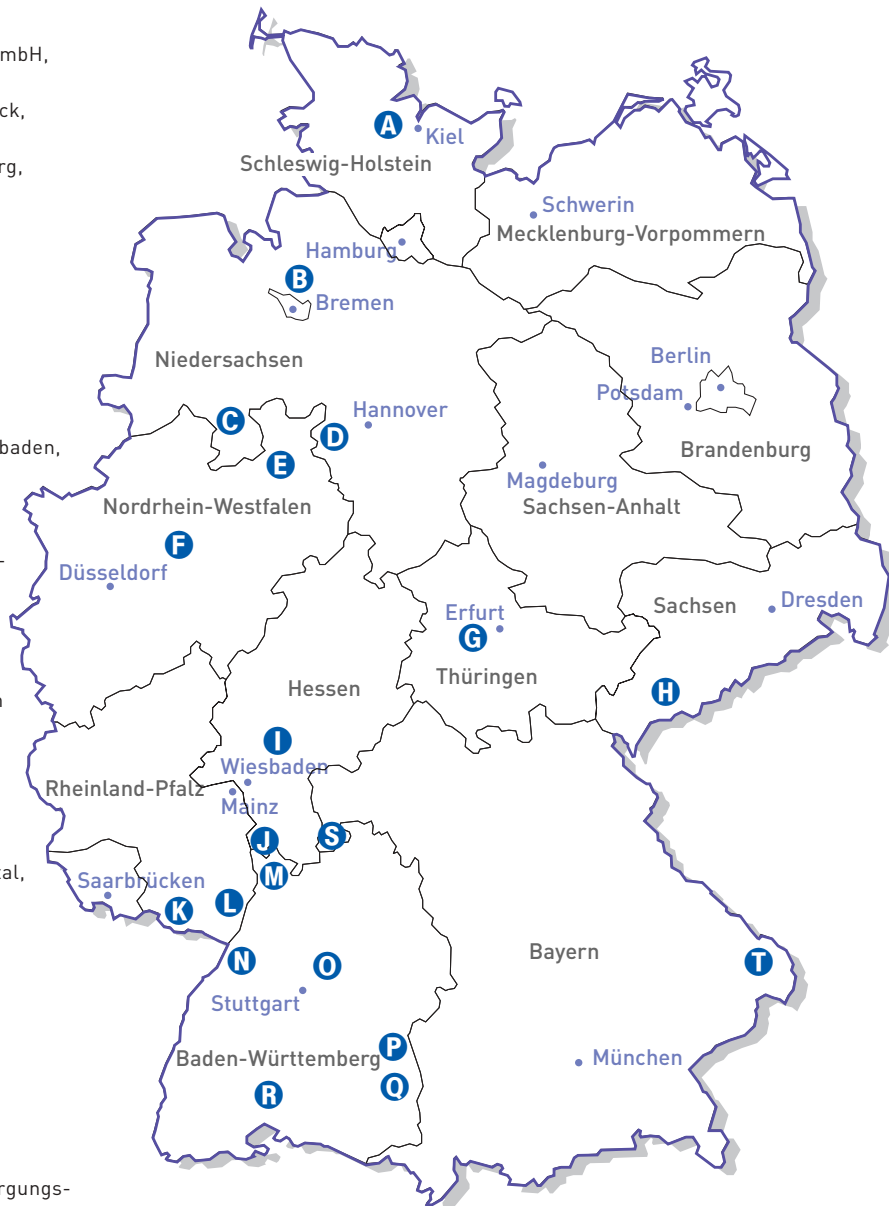 mbH,
ck,
rg,
baden,
-
n
tal,
rgungs-
A
Kiel
Schleswig-Holstein
Schwerin
Mecklenburg-Vorpommern
Hamburg
B
Bremen
Niedersachsen
Berlin
Potsdam
Hannover
C
D
E
Brandenburg
Magdeburg
Sachsen-Anhalt
Nordrhein-Westfalen
F
Düsseldorf
Sachsen
Dresden
Erfurt
G
Thüringen
Hessen
H
I
Wiesbaden
Rheinland-Pfalz
Mainz
J
S
M
Saarbrücken
K
L
Bayern
N
O
T
Stuttgart
P
Baden-Württemberg
München
Q
R